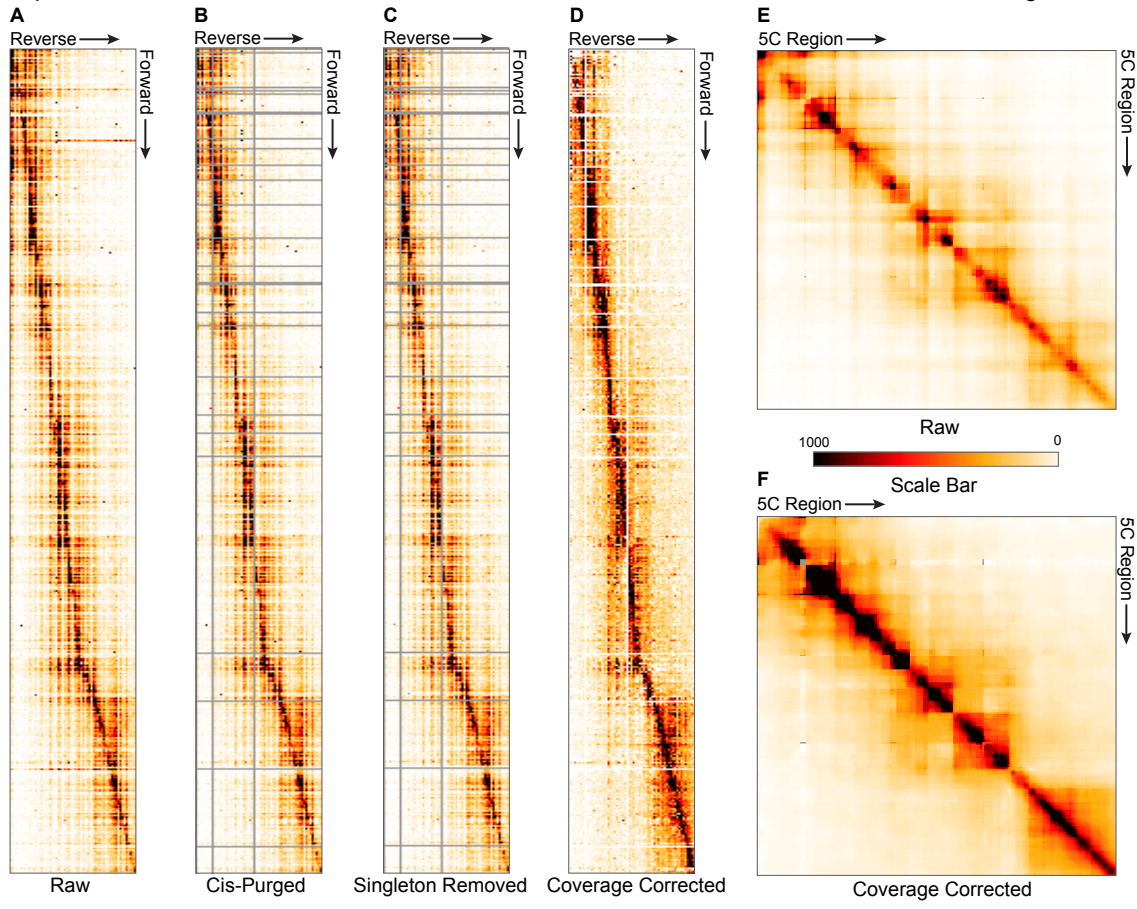 A
Reverse
Forward
Raw
B
Reverse
Forward
Cis-Purged
C
Reverse
Forward
Singleton Removed
D
Reverse
Forward
Coverage Corrected
E
5C Region
5C Region
Raw
1000
0
Scale Bar
F
5C Region
5C Region
Coverage Corrected